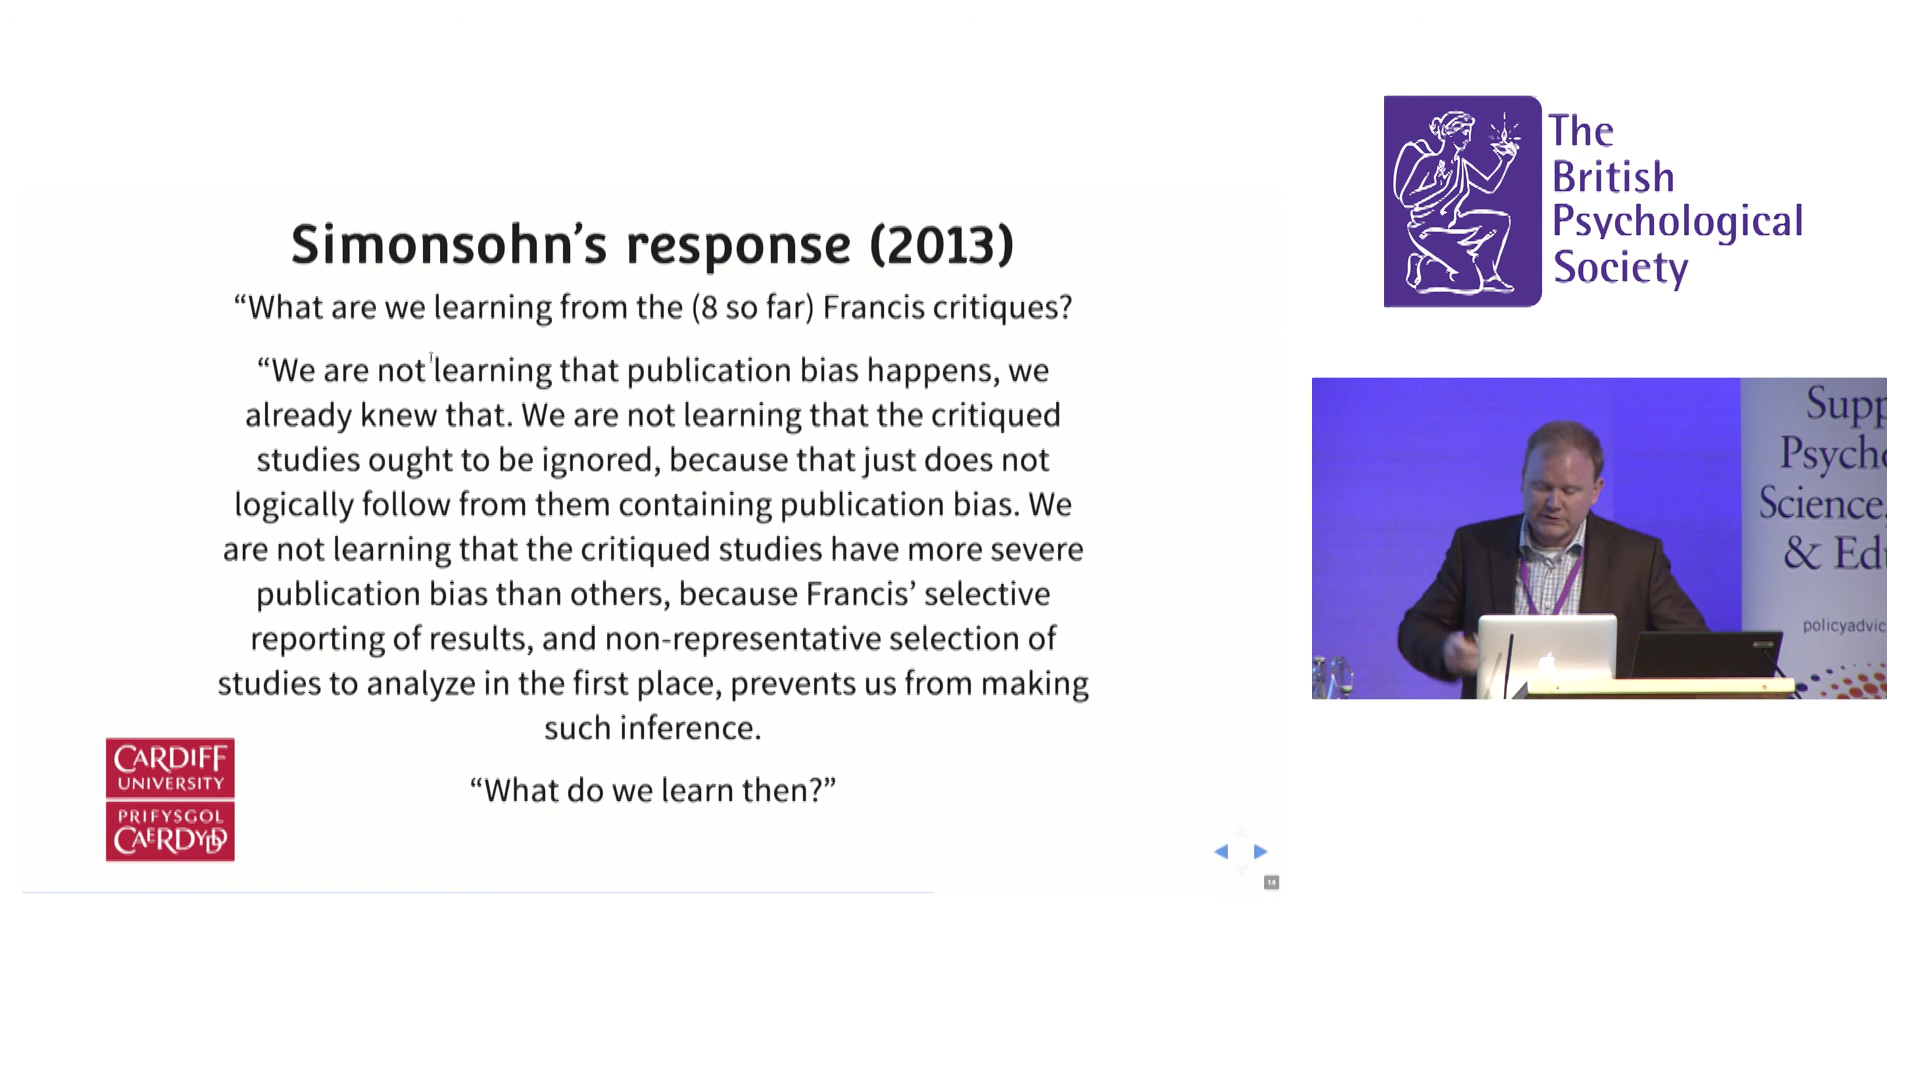 Simonsohn’s response (2013)
“What are we learning from the (8 so far) Francis critiques?
“We are not learning that publication bias happens, we
already knew that. We are not learning that the critiqued
studies ought to be ignored, because that just does not
logically follow from them containing publication bias. We
are not learning that the critiqued studies have more severe
publication bias than others, because Francis’ selective
reporting of results, and non-representative selection of
studies to analyze in the first place, prevents us from making
such inference.
“What do we learn then?”
CARDIFF
UNIVERSITY
PRIFYSGOL
CAERDYDD
14
The
British
Psychological
Society
Supp
Psycho
Science,
& Edu
policyadvic